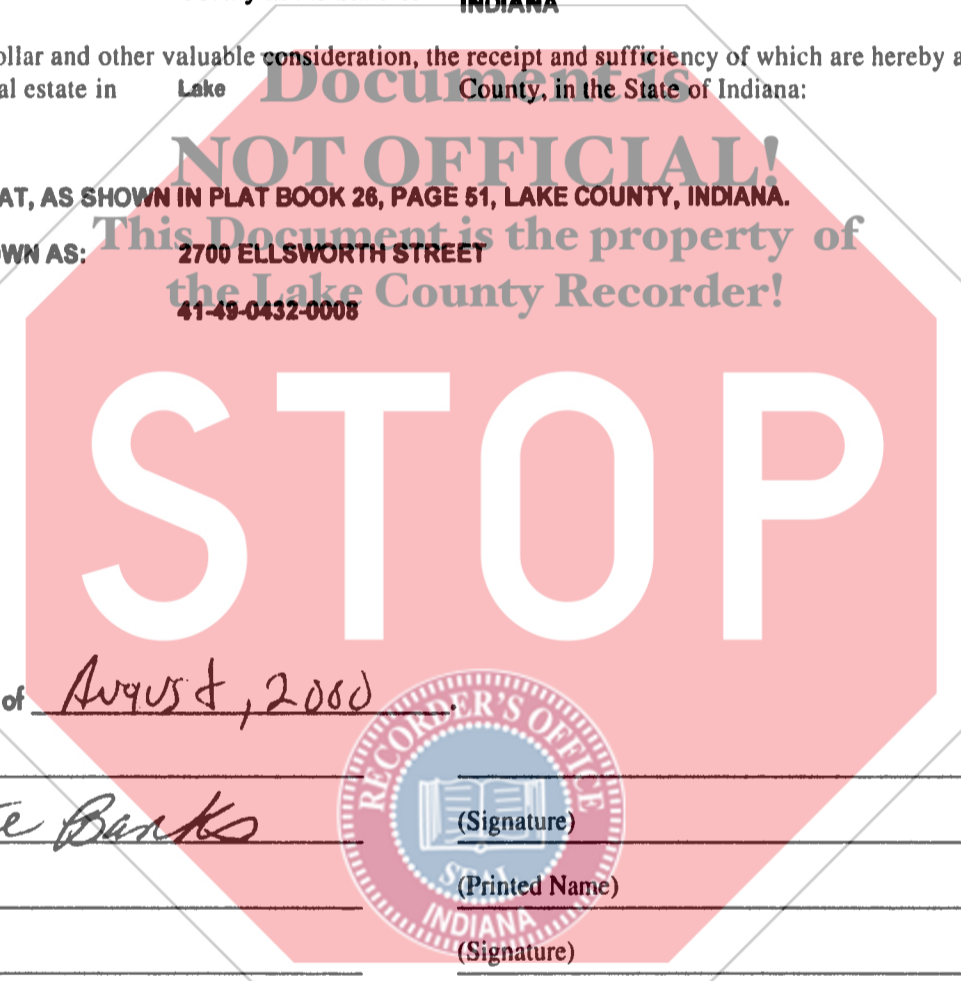 INDIANA
ollar and other valuable consideration, the receipt and sufficiency of which are hereby a
al estate in Lake County, in the State of Indiana:
Document is
NOT OFFICIAL!
AT, AS SHOWN IN PLAT BOOK 26, PAGE 51, LAKE COUNTY, INDIANA.
This Document is the property of
WN AS: 2700 ELLSWORTH STREET
the Lake County Recorder!
41-49-0432-0008
STOP
of August, 2000.
RECORDER'S OFFICE
SEAL
INDIANA
e Banks
(Signature)
(Printed Name)
(Signature)